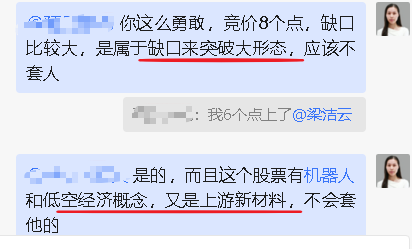 你这么勇敢，竞价8个点，缺口
比较大，是属于缺口来突破大形态，应该不
套人
：我6个点上了@梁洁云
是的，而且这个股票有机器人
和低空经济概念，又是上游新材料，不会套
他的